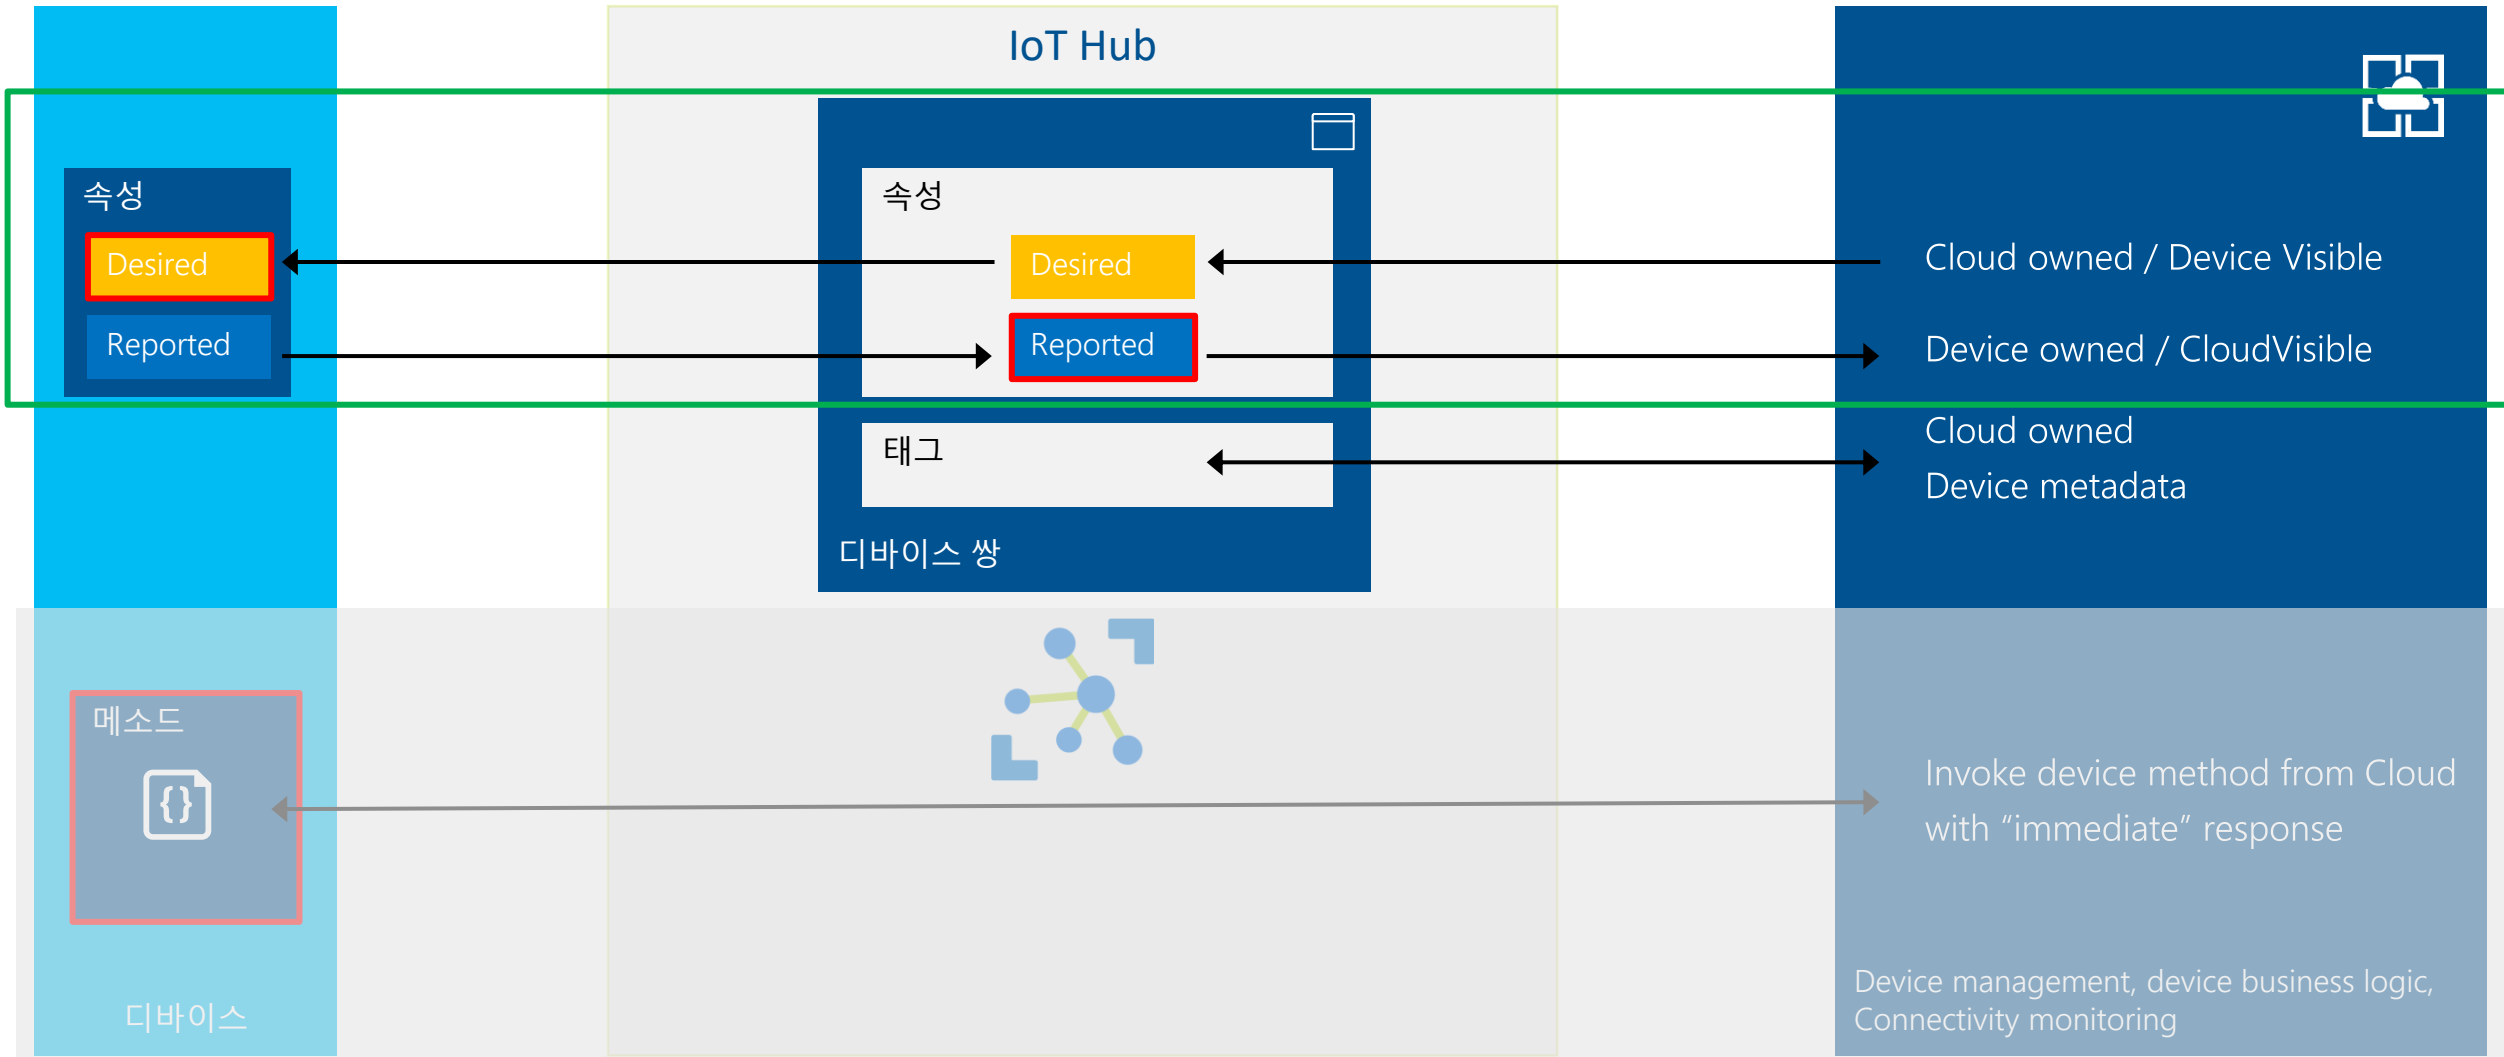 IoT Hub
속성
Desired
Reported
속성
Desired
Reported
태그
디바이스 쌍
Cloud owned / Device Visible
Device owned / CloudVisible
Cloud owned
Device metadata
메소드
{}
디바이스
Invoke device method from Cloud
with “immediate” response
Device management, device business logic,
Connectivity monitoring